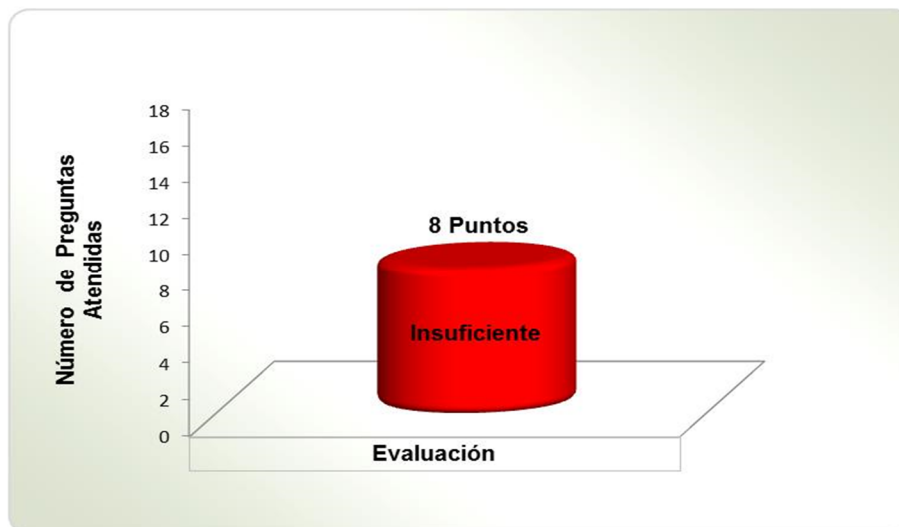 Número de Preguntas
Atendidas
18
16
14
12
10
8
6
4
2
0
8 Puntos
Insuficiente
Evaluación